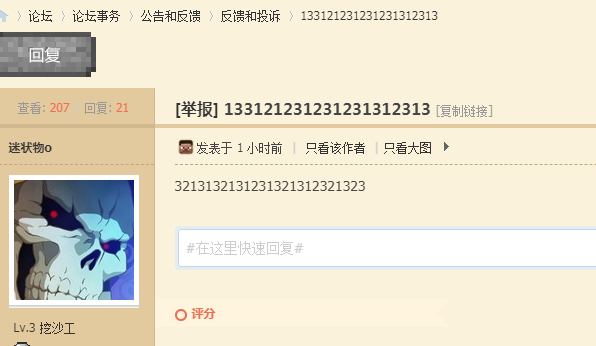 论坛 > 论坛事务 > 公告和反馈 > 反馈和投诉 > 133121231231231312313
回复
查看: 207 回复: 21
[举报] 133121231231231312313 [复制链接]
迷状物o
发表于 1 小时前 | 只看该作者 | 只看大图
3213132131231321312321323
#在这里快速回复#
评分
Lv.3 挖沙工